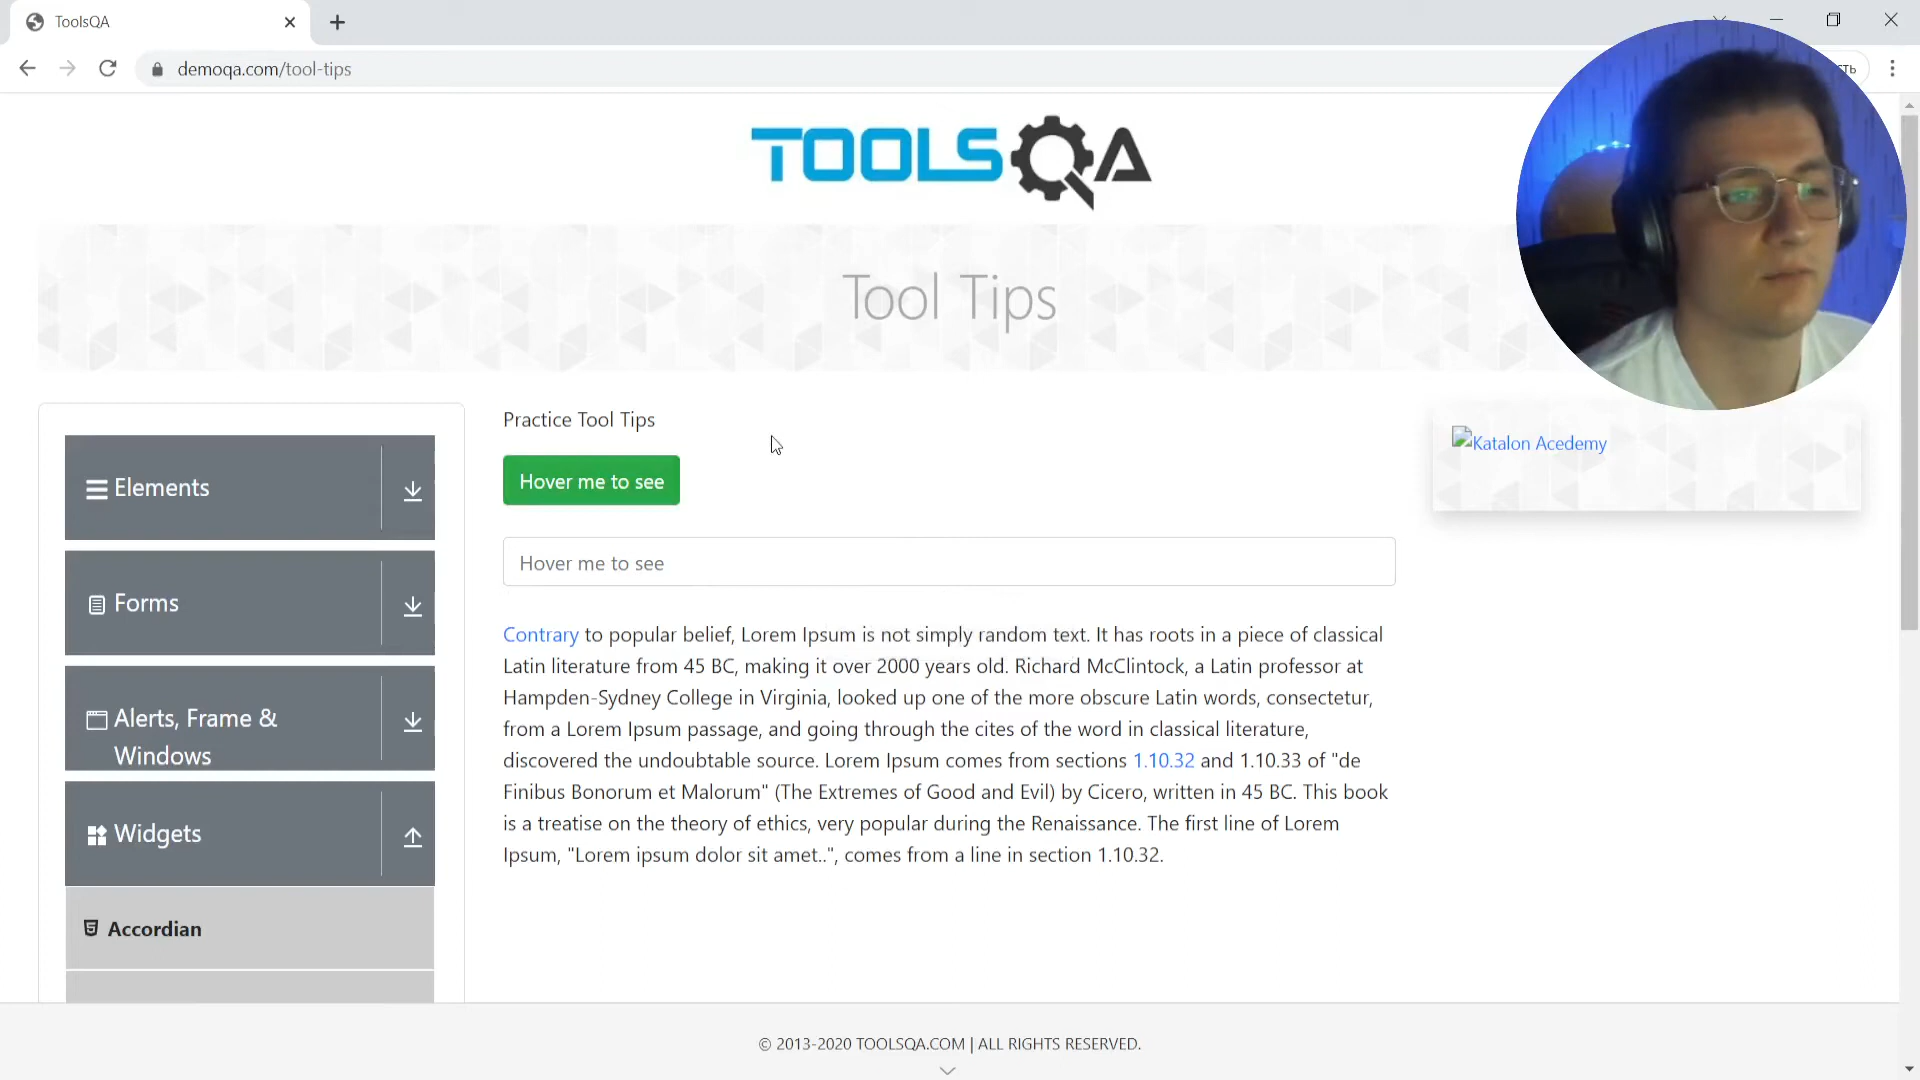 ToolsQA
demoqa.com/tool-tips
ть
TOOLSQA
Tool Tips
Practice Tool Tips
Katalon Acedemy
Elements
Hover me to see
Hover me to see
Forms
Contrary to popular belief, Lorem Ipsum is not simply random text. It has roots in a piece of classical
Latin literature from 45 BC, making it over 2000 years old. Richard McClintock, a Latin professor at
Hampden-Sydney College in Virginia, looked up one of the more obscure Latin words, consectetur,
from a Lorem Ipsum passage, and going through the cites of the word in classical literature,
discovered the undoubtable source. Lorem Ipsum comes from sections 1.10.32 and 1.10.33 of "de
Finibus Bonorum et Malorum" (The Extremes of Good and Evil) by Cicero, written in 45 BC. This book
is a treatise on the theory of ethics, very popular during the Renaissance. The first line of Lorem
Ipsum, "Lorem ipsum dolor sit amet..", comes from a line in section 1.10.32.
Alerts, Frame &
Windows
Widgets
Accordian
© 2013-2020 TOOLSQA.COM | ALL RIGHTS RESERVED.